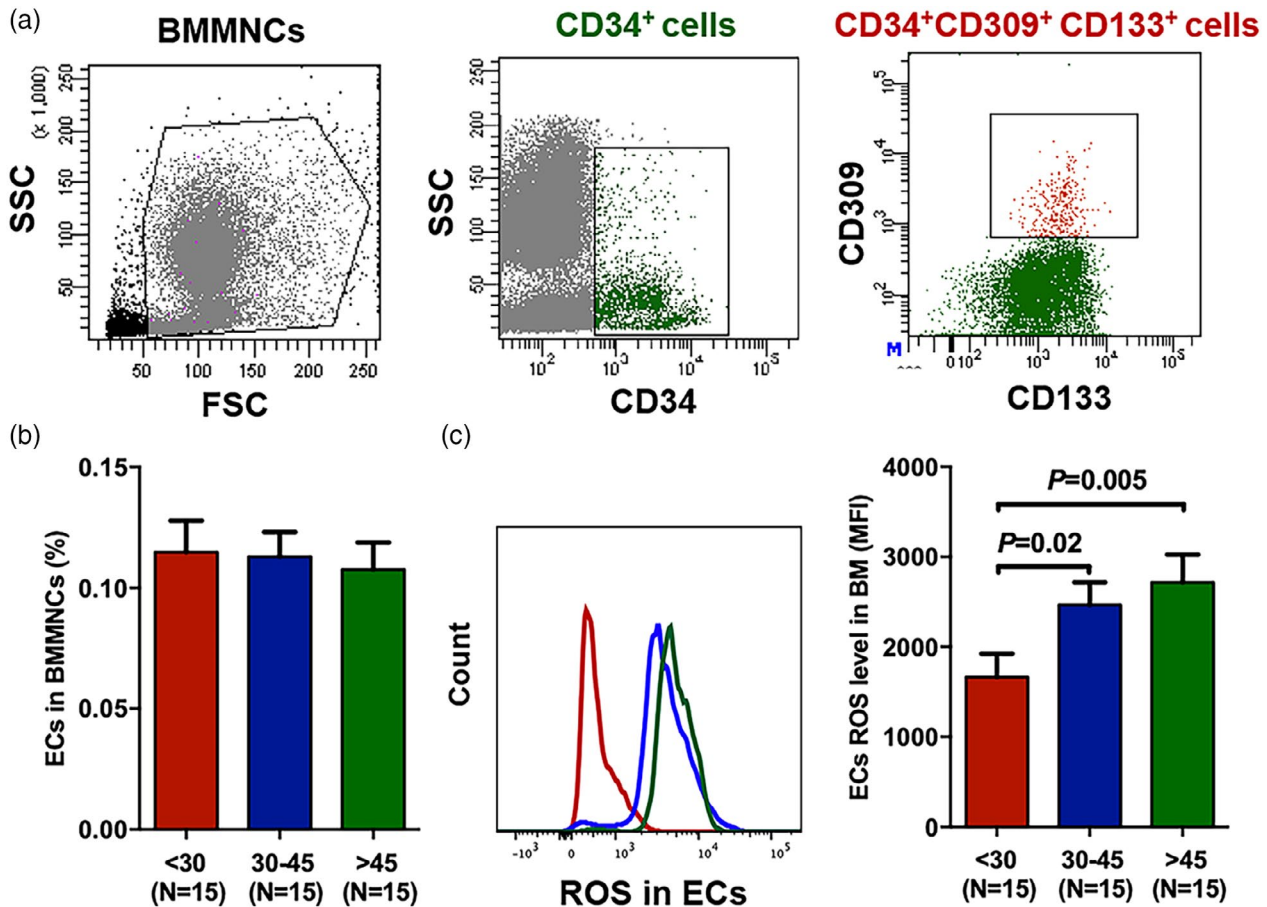 (a)
BMMNCs
CD34+ cells
CD34+CD309+ CD133+ cells
SSC
(x 1,000)
250
200
150
100
50
50 100 150 200 250
FSC
SSC
250
200
150
100
50
10² 10³ 10⁴ 10⁵
CD34
CD309
10⁵
10⁴
10³
10²
M
0 10² 10³ 10⁴ 10⁵
CD133
(b)
ECs in BMMNCs (%)
0.15
0.10
0.05
0.00
<30 30-45 >45
(N=15) (N=15) (N=15)
(c)
Count
-10³ 0 10³ 10⁴ 10⁵
ROS in ECs
ECs ROS level in BM (MFI)
4000
3000
2000
1000
0
P=0.005
P=0.02
<30 30-45 >45
(N=15) (N=15) (N=15)